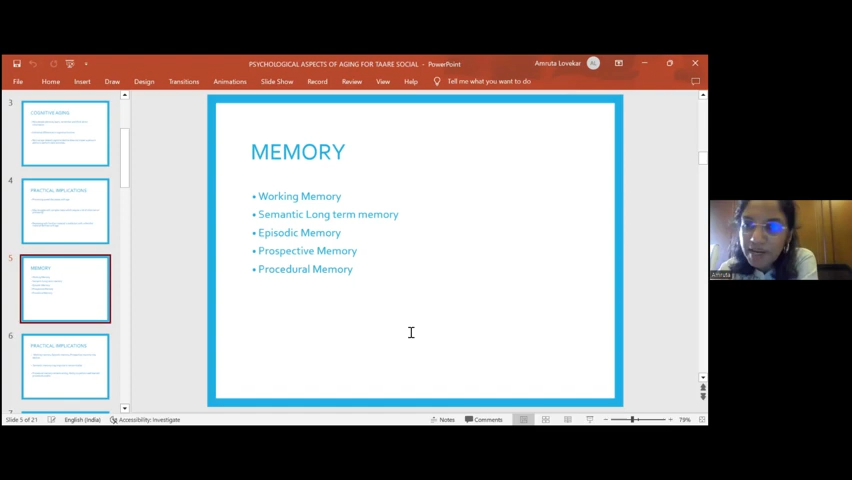 PSYCHOLOGICAL ASPECTS OF AGING FOR TAARE SOCIAL - PowerPoint
Amruta Lovekar
AL
File Home Insert Draw Design Transitions Animations Slide Show Record Review View Help Tell me what you want to do
3
COGNITIVE AGING
4
PRACTICAL IMPLICATIONS
5
MEMORY
6
PRACTICAL IMPLICATIONS
7
MEMORY
• Working Memory
• Semantic Long term memory
• Episodic Memory
• Prospective Memory
• Procedural Memory
Amruta
Slide 5 of 21 English (India) Accessibility: Investigate Notes Comments 79%